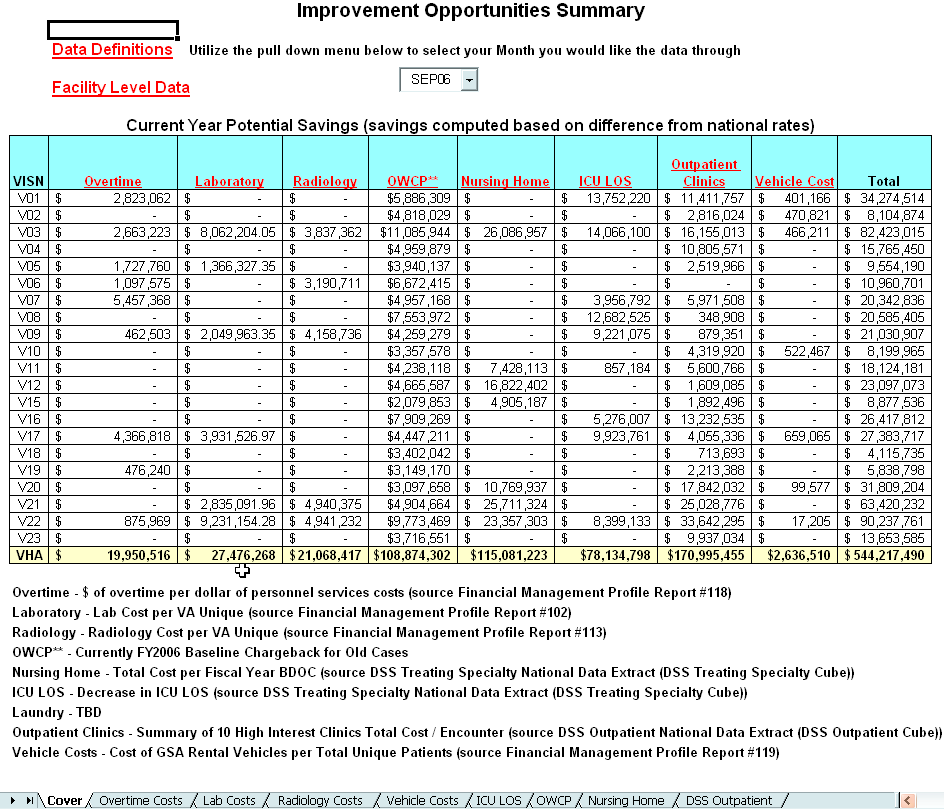 Improvement Opportunities Summary
Data Definitions Utilize the pull down menu below to select your Month you would like the data through
SEP06
Facility Level Data
Current Year Potential Savings (savings computed based on difference from national rates)
VISN Overtime Laboratory Radiology OWCP** Nursing Home ICU LOS Outpatient Clinics Vehicle Cost Total
V01 $ 2,823,062 $ - $ - $5,886,309 $ - $ 13,752,220 $ 11,411,757 $ 401,166 $ 34,274,514
V02 $ - $ - $ - $4,818,029 $ - $ - $ 2,816,024 $ 470,821 $ 8,104,874
V03 $ 2,663,223 $ 8,062,204.05 $ 3,837,362 $11,085,944 $ 26,086,957 $ 14,066,100 $ 16,155,013 $ 466,211 $ 82,423,015
V04 $ - $ - $ - $4,959,879 $ - $ - $ 10,805,571 $ - $ 15,765,450
V05 $ 1,727,760 $ 1,366,327.35 $ - $3,940,137 $ - $ - $ 2,519,966 $ - $ 9,554,190
V06 $ 1,097,575 $ - $ 3,190,711 $6,672,415 $ - $ - $ - $ - $ 10,960,701
V07 $ 5,457,368 $ - $ - $4,957,168 $ - $ 3,956,792 $ 5,971,508 $ - $ 20,342,836
V08 $ - $ - $ - $7,553,972 $ - $ 12,682,525 $ 348,908 $ - $ 20,585,405
V09 $ 462,503 $ 2,049,963.35 $ 4,158,736 $4,259,279 $ - $ 9,221,075 $ 879,351 $ - $ 21,030,907
V10 $ - $ - $ - $3,357,578 $ - $ - $ 4,319,920 $ 522,467 $ 8,199,965
V11 $ - $ - $ - $4,238,118 $ 7,428,113 $ 857,184 $ 5,600,766 $ - $ 18,124,181
V12 $ - $ - $ - $4,665,587 $ 16,822,402 $ - $ 1,609,085 $ - $ 23,097,073
V15 $ - $ - $ - $2,079,853 $ 4,905,187 $ - $ 1,892,496 $ - $ 8,877,536
V16 $ - $ - $ - $7,909,269 $ - $ 5,276,007 $ 13,232,535 $ - $ 26,417,812
V17 $ 4,366,818 $ 3,931,526.97 $ - $4,447,211 $ - $ 9,923,761 $ 4,055,336 $ 659,065 $ 27,383,717
V18 $ - $ - $ - $3,402,042 $ - $ - $ 713,693 $ - $ 4,115,735
V19 $ 476,240 $ - $ - $3,149,170 $ - $ - $ 2,213,388 $ - $ 5,838,798
V20 $ - $ - $ - $3,097,658 $ 10,769,937 $ - $ 17,842,032 $ 99,577 $ 31,809,204
V21 $ - $ 2,835,091.96 $ 4,940,375 $4,904,664 $ 25,711,324 $ - $ 25,028,776 $ - $ 63,420,232
V22 $ 875,969 $ 9,231,154.28 $ 4,941,232 $9,773,469 $ 23,357,303 $ 8,399,133 $ 33,642,295 $ 17,205 $ 90,237,761
V23 $ - $ - $ - $3,716,551 $ - $ - $ 9,937,034 $ - $ 13,653,585
VHA $ 19,950,516 $ 27,476,268 $21,068,417 $108,874,302 $115,081,223 $78,134,798 $170,995,455 $2,636,510 $ 544,217,490
Overtime - $ of overtime per dollar of personnel services costs (source Financial Management Profile Report #118)
Laboratory - Lab Cost per VA Unique (source Financial Management Profile Report #102)
Radiology - Radiology Cost per VA Unique (source Financial Management Profile Report #113)
OWCP** - Currently FY2006 Baseline Chargeback for Old Cases
Nursing Home - Total Cost per Fiscal Year BDOC (source DSS Treating Specialty National Data Extract (DSS Treating Specialty Cube))
ICU LOS - Decrease in ICU LOS (source DSS Treating Specialty National Data Extract (DSS Treating Specialty Cube))
Laundry - TBD
Outpatient Clinics - Summary of 10 High Interest Clinics Total Cost / Encounter (source DSS Outpatient National Data Extract (DSS Outpatient Cube))
Vehicle Costs - Cost of GSA Rental Vehicles per Total Unique Patients (source Financial Management Profile Report #119)
Cover Overtime Costs Lab Costs Radiology Costs Vehicle Costs ICU LOS OWCP Nursing Home DSS Outpatient